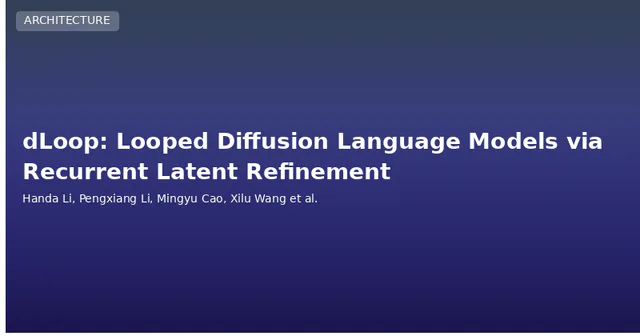 ARCHITECTURE
dLoop: Looped Diffusion Language Models via
Recurrent Latent Refinement
Handa Li, Pengxiang Li, Mingyu Cao, Xilu Wang et al.